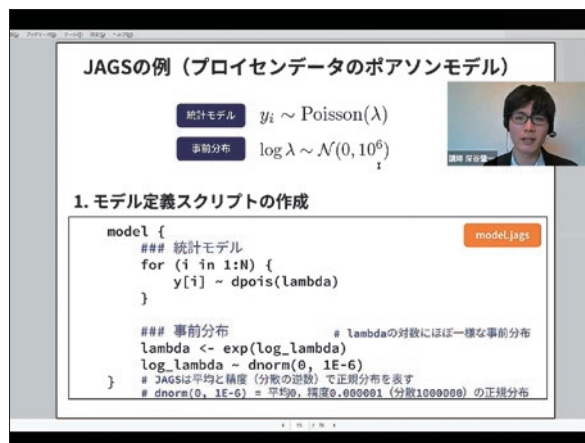 JAGSの例（プロイセンデータのポアソンモデル）
統計モデル y_i ~ Poisson(λ)
事前分布 log λ ~ N(0, 10^6)
講師 深谷肇一
1. モデル定義スクリプトの作成
model.jags
model {
### 統計モデル
for (i in 1:N) {
y[i] ~ dpois(lambda)
}
### 事前分布 # lambdaの対数にほぼ一様な事前分布
lambda <- exp(log_lambda)
log_lambda ~ dnorm(0, 1E-6)
} # JAGSは平均と精度（分散の逆数）で正規分布を表す
# dnorm(0, 1E-6) = 平均0，精度0.000001（分散1000000）の正規分布